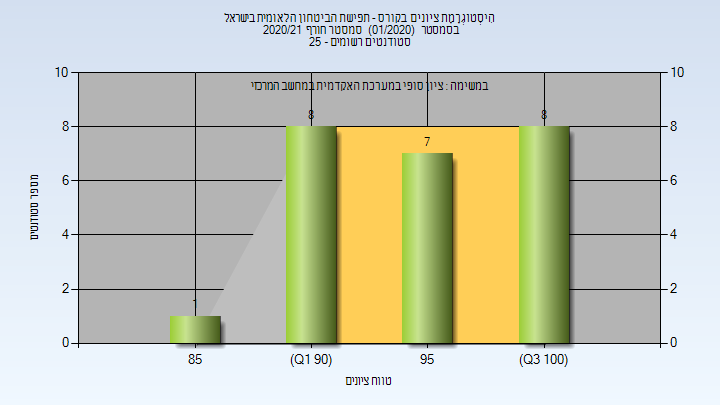 הִיסְטוֹגְרָמַת ציונים בקורס - תפישת הביטחון הלאומית בישראל
בסמסטר (01/2020) סמסטר חורף 2020/21
סטודנטים רשומים - 25
במשימה : ציון סופי במערכת האקדמית במחשב המרכזי
10 10
8 8
6 6
4 4
2 2
0 0
1 8 7 8
85 (Q1 90) 95 (Q3 100)
מספר סטודנטים
טווח ציונים